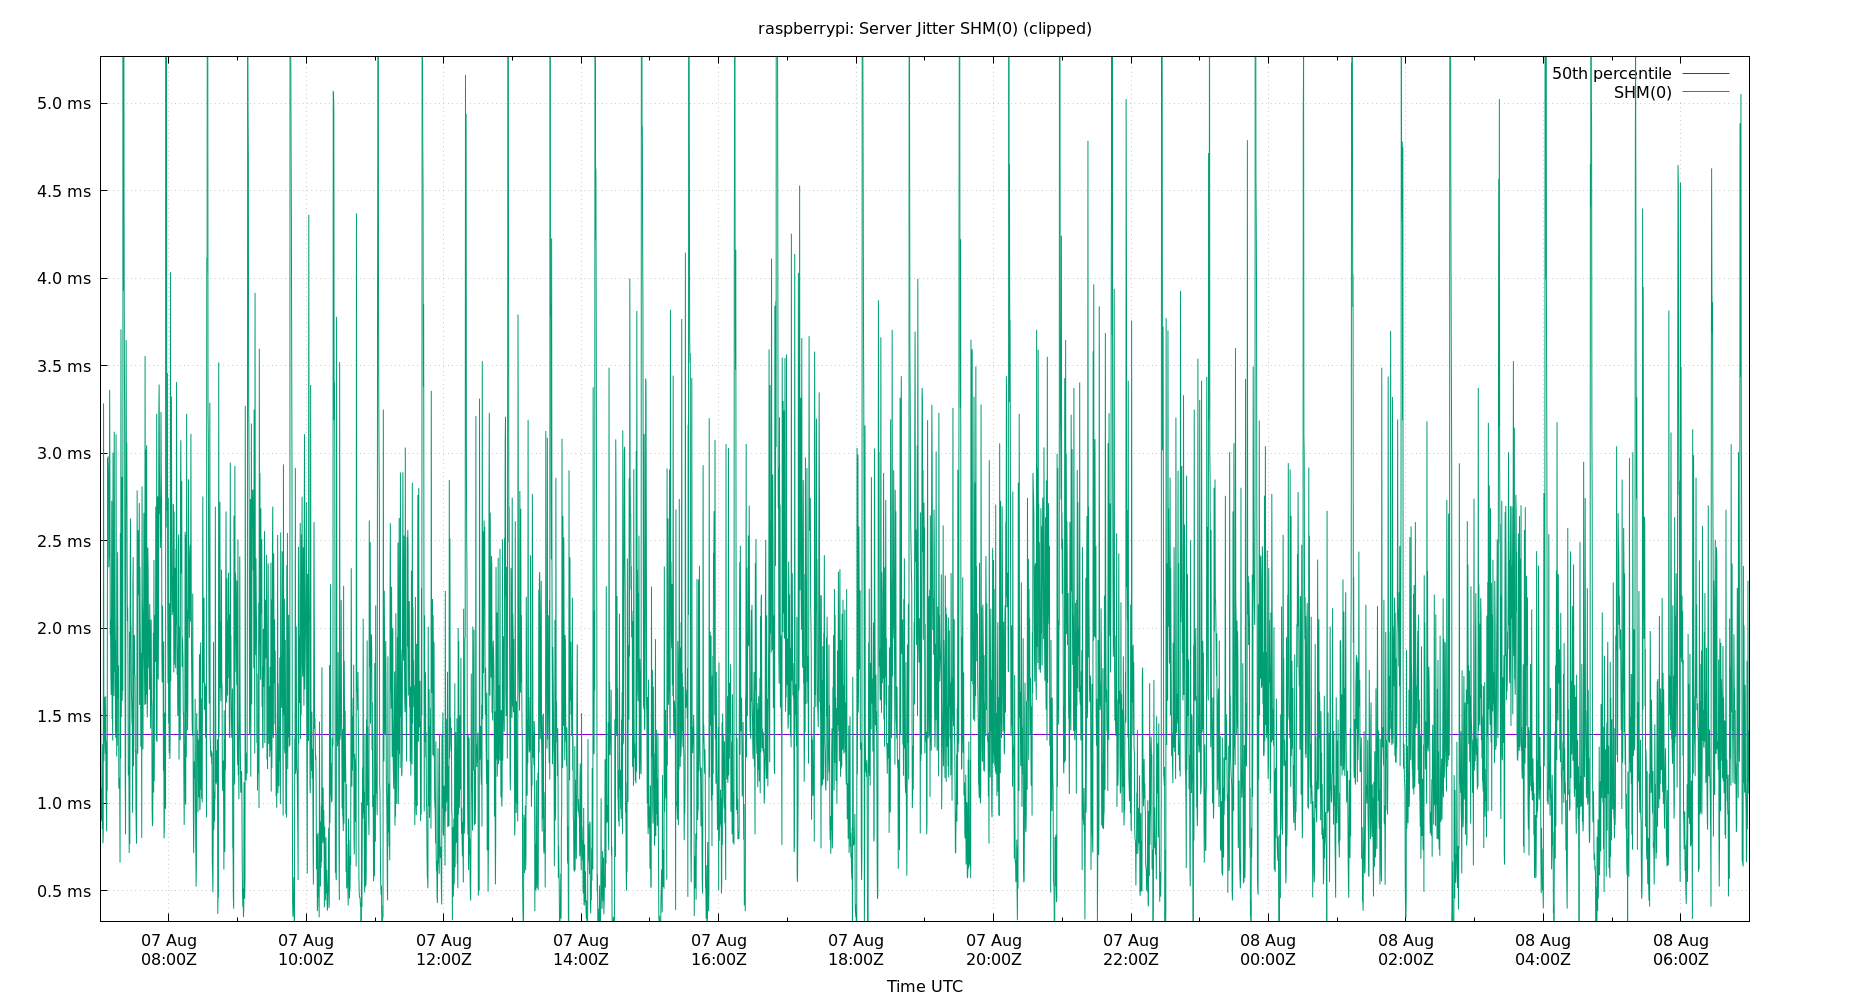 raspberrypi: Server Jitter SHM(0) (clipped)
50th percentile
SHM(0)
5.0 ms
4.5 ms
4.0 ms
3.5 ms
3.0 ms
2.5 ms
2.0 ms
1.5 ms
1.0 ms
0.5 ms
07 Aug 07 Aug 07 Aug 07 Aug 07 Aug 07 Aug 07 Aug 07 Aug 08 Aug 08 Aug 08 Aug 08 Aug
08:00Z 10:00Z 12:00Z 14:00Z 16:00Z 18:00Z 20:00Z 22:00Z 00:00Z 02:00Z 04:00Z 06:00Z
Time UTC